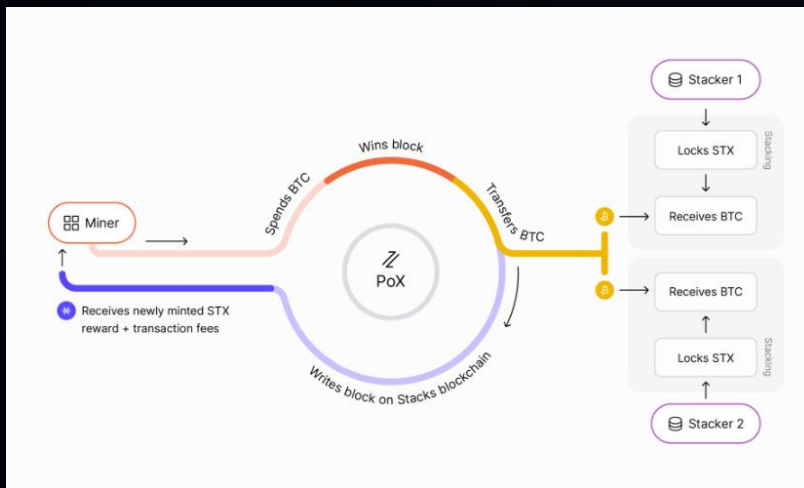 Stacker 1
Locks STX
Stacking
Receives BTC
Wins block
Spends BTC
Transfers BTC
Miner
PoX
Receives newly minted STX
reward + transaction fees
Writes block on Stacks blockchain
Receives BTC
Locks STX
Stacking
Stacker 2